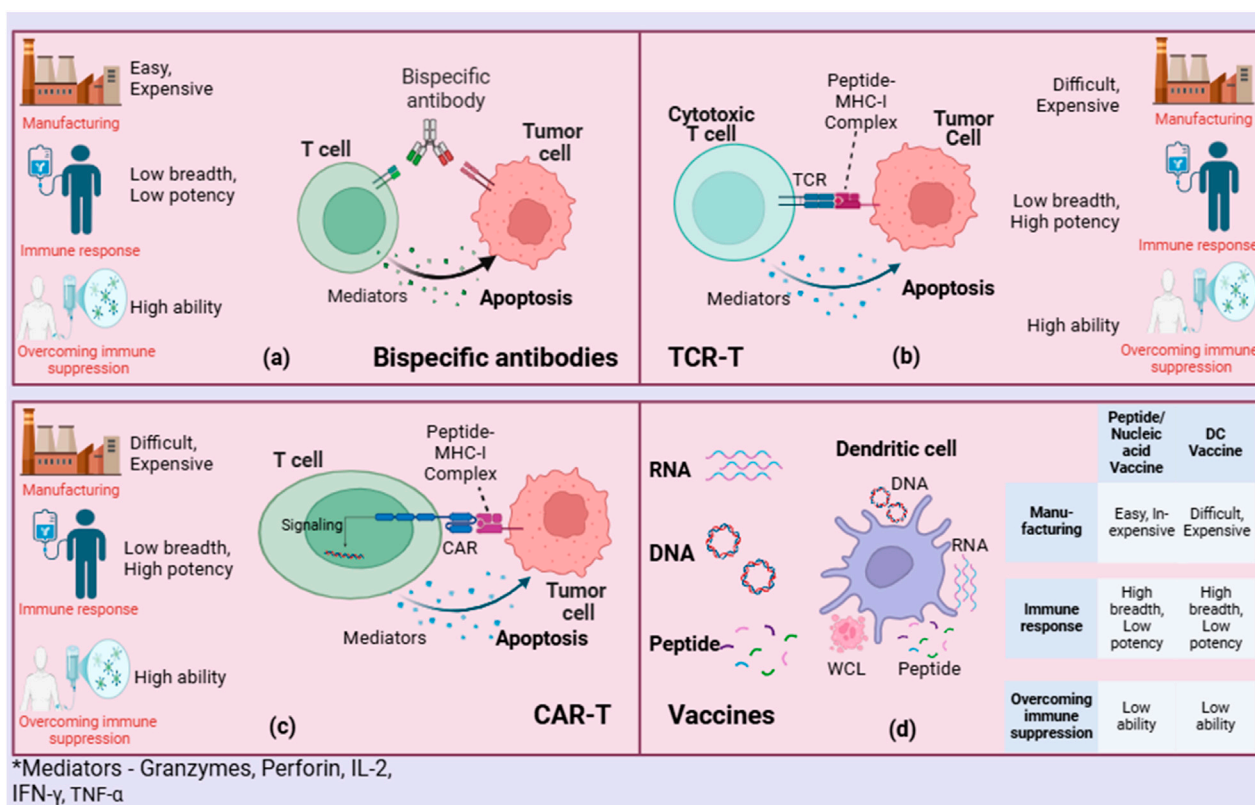 Easy,
Expensive
Manufacturing
Low breadth,
Low potency
Immune response
High ability
Overcoming immune
suppression
Bispecific
antibody
T cell
Tumor
cell
Mediators
Apoptosis
(a)
Bispecific antibodies
Cytotoxic
T cell
Peptide-
MHC-I
Complex
Tumor
Cell
TCR
Mediators
Apoptosis
TCR-T
(b)
Difficult,
Expensive
Manufacturing
Low breadth,
High potency
Immune response
High ability
Overcoming immune
suppression
Difficult,
Expensive
Manufacturing
Low breadth,
High potency
Immune response
High ability
Overcoming immune
suppression
T cell
Peptide-
MHC-I
Complex
Signaling
CAR
Tumor
cell
Mediators
Apoptosis
(c)
CAR-T
RNA
DNA
Peptide
Dendritic cell
DNA
RNA
WCL
Peptide
Vaccines
(d)
Peptide/
Nucleic
acid
Vaccine
DC
Vaccine
Manu-
facturing
Easy, In-
expensive
Difficult,
Expensive
Immune
response
High
breadth,
Low
potency
High
breadth,
Low
potency
Overcoming
immune
suppression
Low
ability
Low
ability
*Mediators - Granzymes, Perforin, IL-2,
IFN-γ, TNF-α